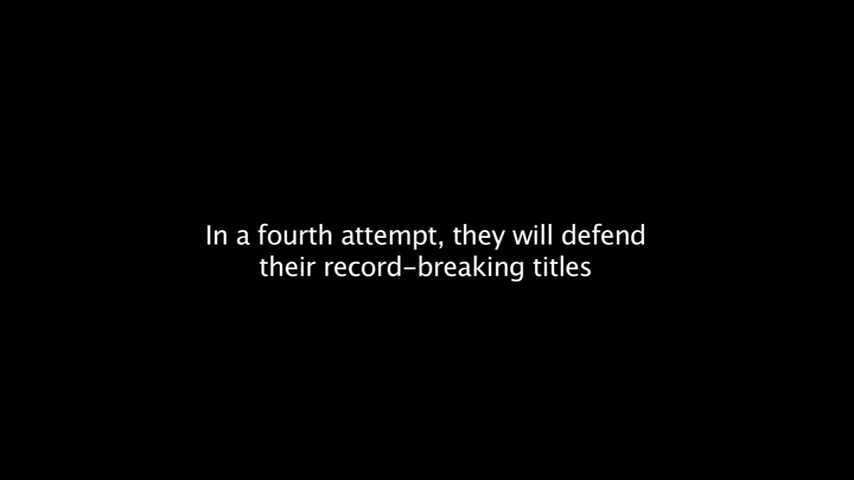 In a fourth attempt, they will defend
their record-breaking titles